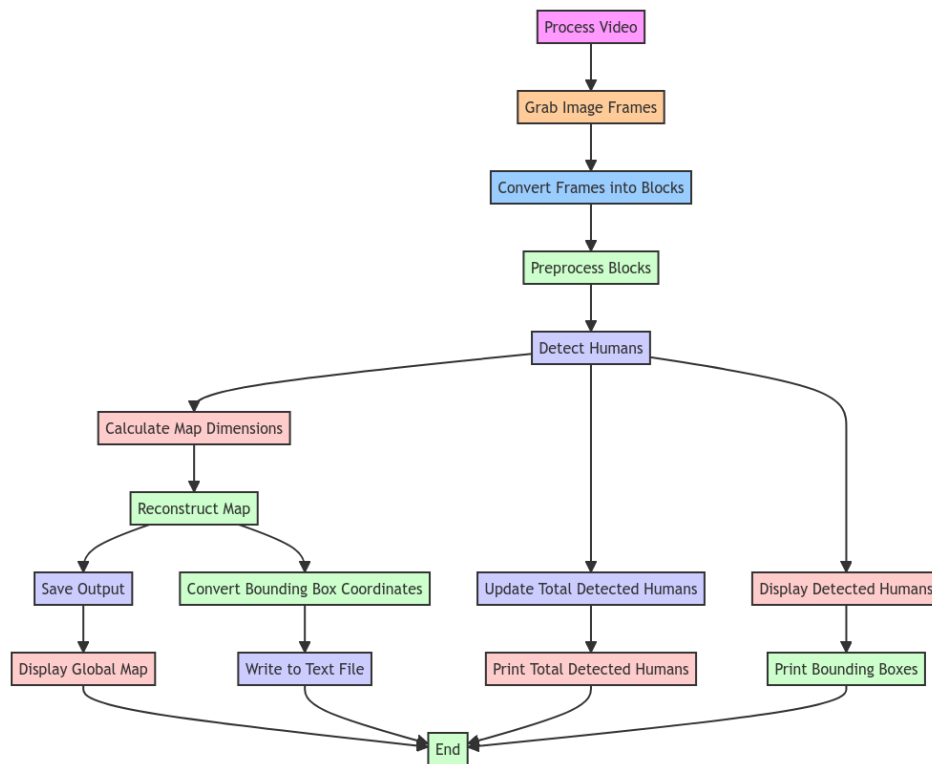 Process Video
Grab Image Frames
Convert Frames into Blocks
Preprocess Blocks
Detect Humans
Calculate Map Dimensions
Reconstruct Map
Save Output
Convert Bounding Box Coordinates
Update Total Detected Humans
Display Detected Humans
Display Global Map
Write to Text File
Print Total Detected Humans
Print Bounding Boxes
End